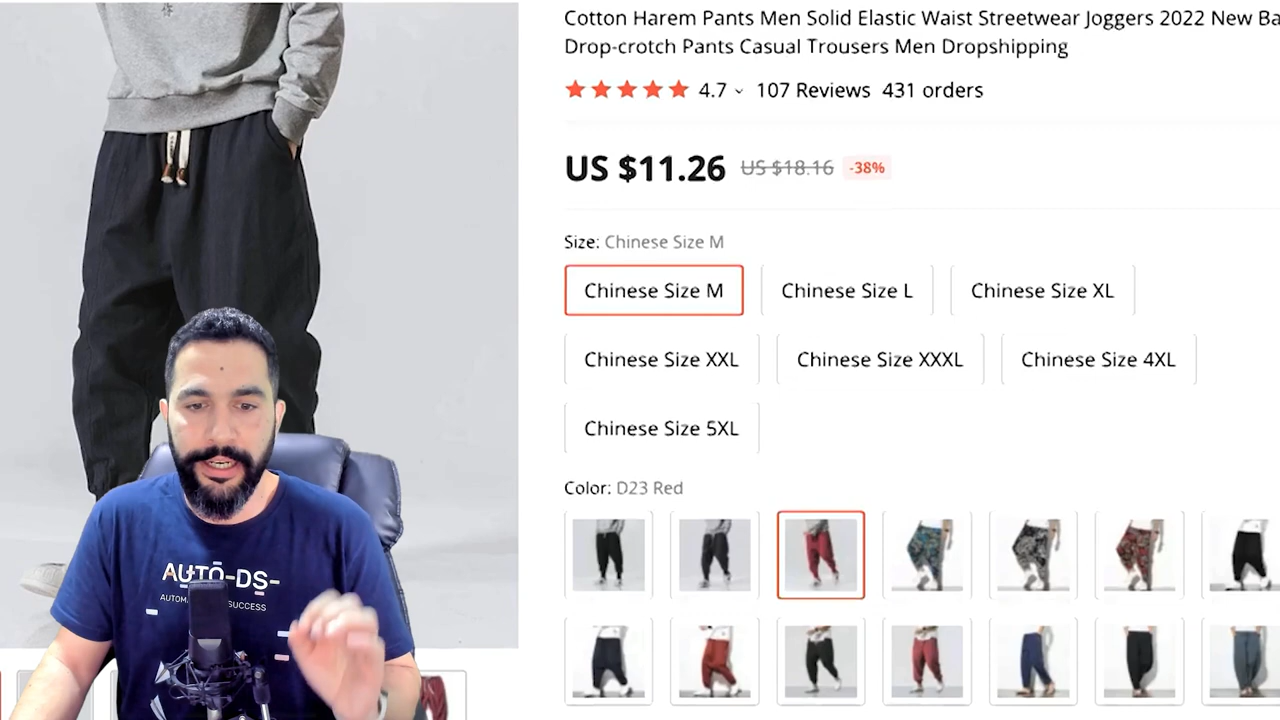 Cotton Harem Pants Men Solid Elastic Waist Streetwear Joggers 2022 New Ba
Drop-crotch Pants Casual Trousers Men Dropshipping
4.7 107 Reviews 431 orders
US $11.26 US $18.16 -38%
Size: Chinese Size M
Chinese Size M Chinese Size L Chinese Size XL
Chinese Size XXL Chinese Size XXXL Chinese Size 4XL
Chinese Size 5XL
Color: D23 Red
AUTO-DS-
AUTOM SUCCESS